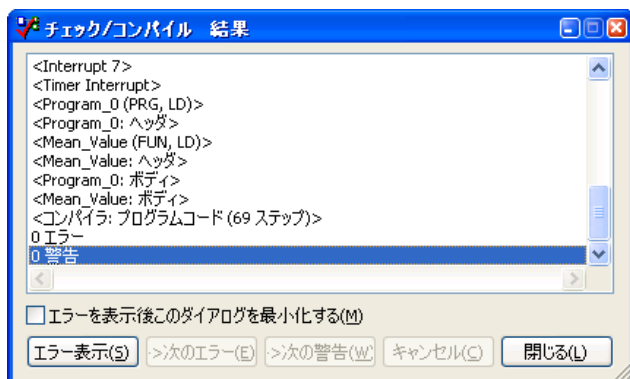 チェック/コンパイル 結果
<Interrupt 7>
<Timer Interrupt>
<Program_0 (PRG, LD)>
<Program_0: ヘッダ>
<Mean_Value (FUN, LD)>
<Mean_Value: ヘッダ>
<Program_0: ボディ>
<Mean_Value: ボディ>
<コンパイラ: プログラムコード (69 ステップ)>
0 エラー
0 警告
エラーを表示後このダイアログを最小化する(M)
エラー表示(S) ->次のエラー(E) ->次の警告(W) キャンセル(C) 閉じる(L)